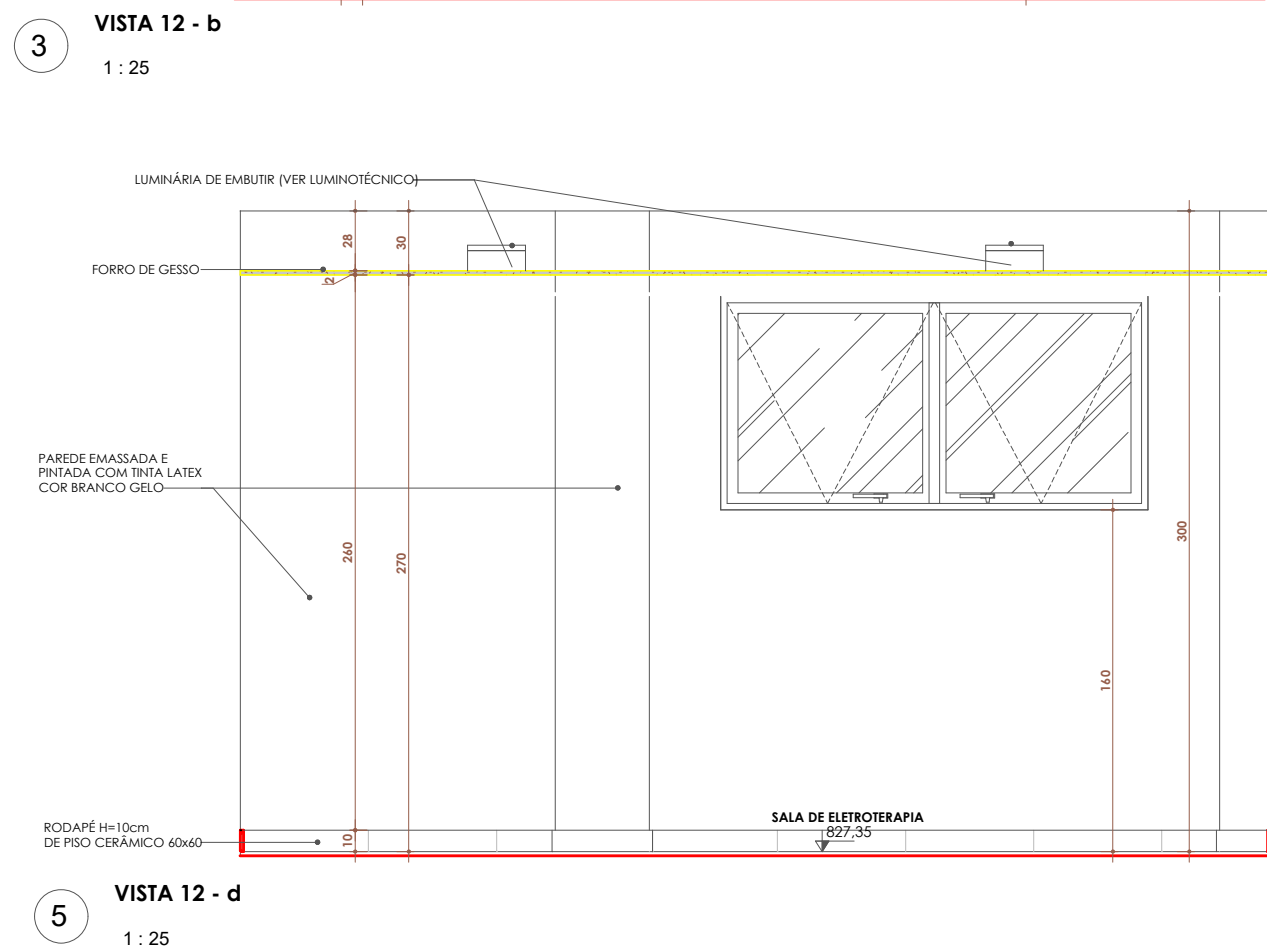 3
VISTA 12 - b
1 : 25
LUMINÁRIA DE EMBUTIR (VER LUMINOTÉCNICO)
28
30
FORRO DE GESSO
2
PAREDE EMASSADA E
PINTADA COM TINTA LATEX
COR BRANCO GELO
260
270
300
160
SALA DE ELETROTERAPIA
827,35
RODAPÉ H=10cm
DE PISO CERÂMICO 60x60
10
5
VISTA 12 - d
1 : 25